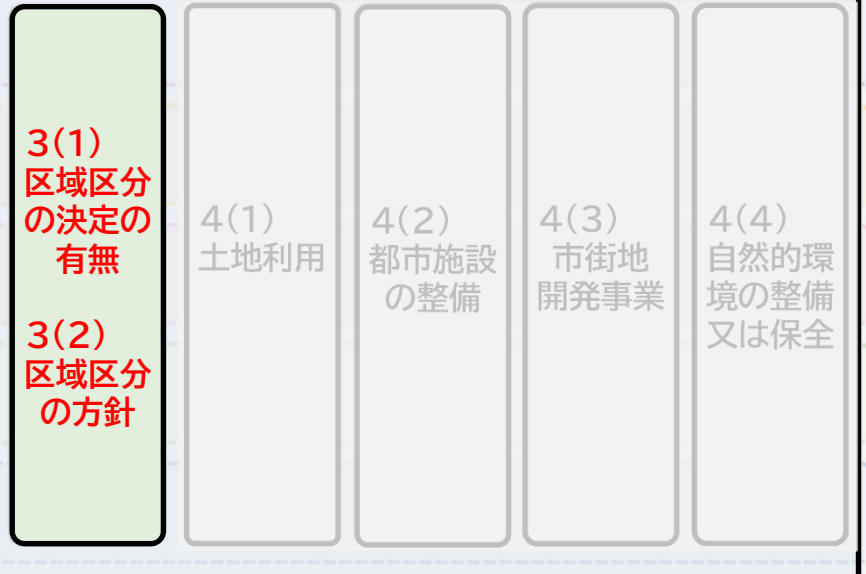 3(1)
区域区分
の決定の
有無
3(2)
区域区分
の方針
4(1)
土地利用
4(2)
都市施設
の整備
4(3)
市街地
開発事業
4(4)
自然的環
境の整備
又は保全